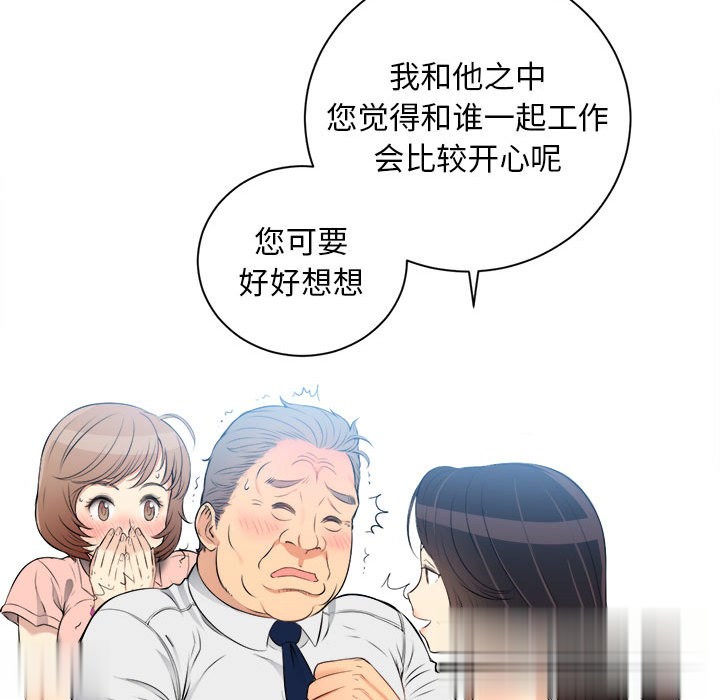 我和他之中
您觉得和谁一起工作
会比较开心呢
您可要
好好想想